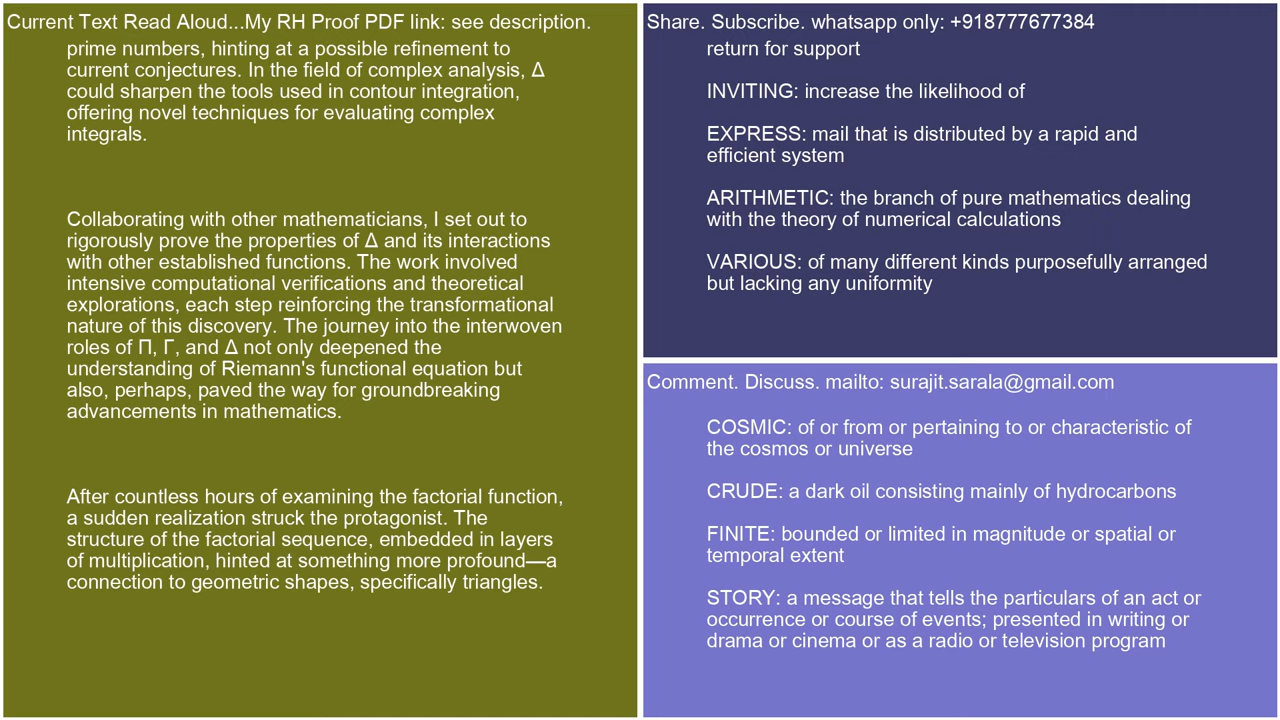 Current Text Read Aloud...My RH Proof PDF link: see description.
prime numbers, hinting at a possible refinement to
current conjectures. In the field of complex analysis, Δ
could sharpen the tools used in contour integration,
offering novel techniques for evaluating complex
integrals.
Collaborating with other mathematicians, I set out to
rigorously prove the properties of Δ and its interactions
with other established functions. The work involved
intensive computational verifications and theoretical
explorations, each step reinforcing the transformational
nature of this discovery. The journey into the interwoven
roles of Π, Γ, and Δ not only deepened the
understanding of Riemann's functional equation but
also, perhaps, paved the way for groundbreaking
advancements in mathematics.
After countless hours of examining the factorial function,
a sudden realization struck the protagonist. The
structure of the factorial sequence, embedded in layers
of multiplication, hinted at something more profound—a
connection to geometric shapes, specifically triangles.
Share. Subscribe. whatsapp only: +918777677384
return for support
INVITING: increase the likelihood of
EXPRESS: mail that is distributed by a rapid and
efficient system
ARITHMETIC: the branch of pure mathematics dealing
with the theory of numerical calculations
VARIOUS: of many different kinds purposefully arranged
but lacking any uniformity
Comment. Discuss. mailto: surajit.sarala@gmail.com
COSMIC: of or from or pertaining to or characteristic of
the cosmos or universe
CRUDE: a dark oil consisting mainly of hydrocarbons
FINITE: bounded or limited in magnitude or spatial or
temporal extent
STORY: a message that tells the particulars of an act or
occurrence or course of events; presented in writing or
drama or cinema or as a radio or television program